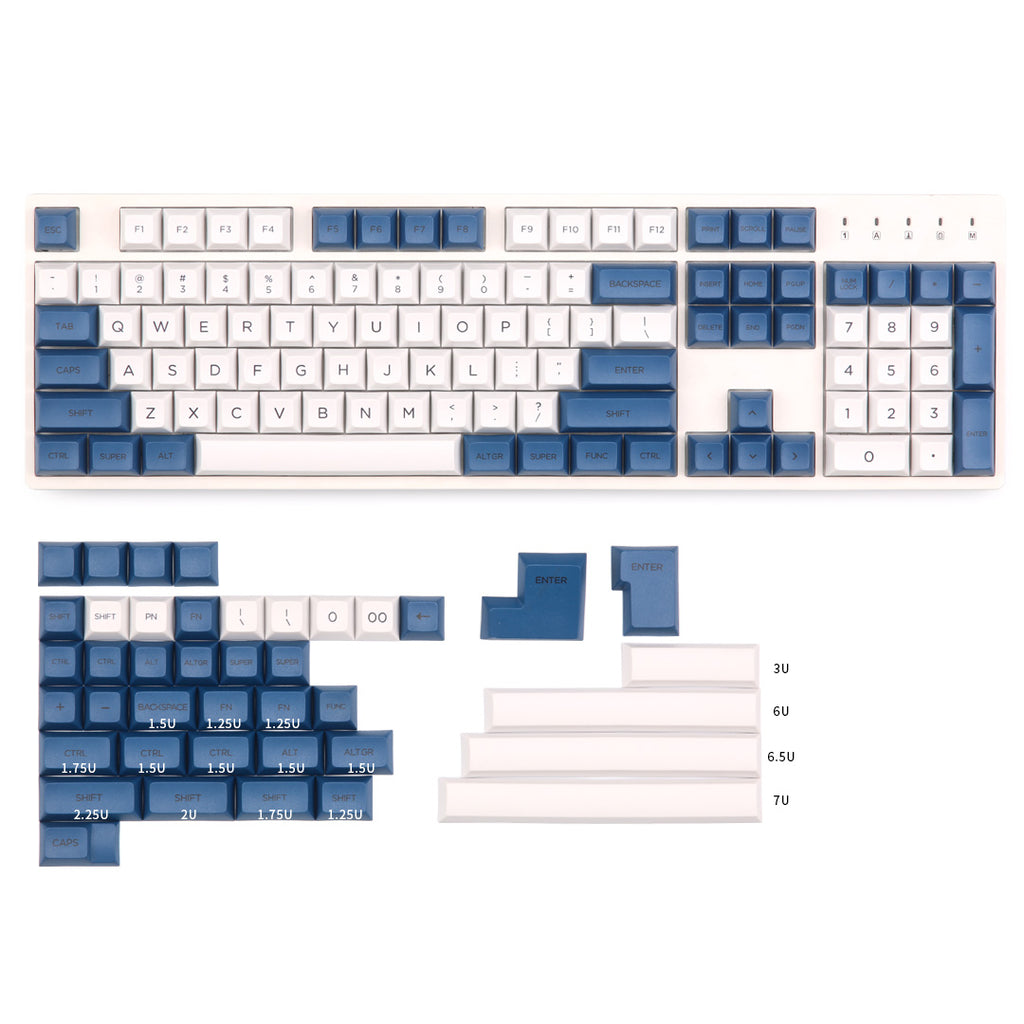 ESC F1 F2 F3 F4 F5 F6 F7 F8 F9 F10 F11 F12 PRINT SCROLL PAUSE
! @ # $ % ^ & * ( ) — +
1 2 3 4 5 6 7 8 9 0 - = BACKSPACE INSERT HOME PGUP NUM LOCK / * —
TAB Q W E R T Y U I O P { [ } ] | \ DELETE END PGDN 7 8 9 +
CAPS A S D F G H J K L : ; " ' ENTER 4 5 6
SHIFT Z X C V B N M < , > . ? / SHIFT ^ 1 2 3 ENTER
CTRL SUPER ALT ALTGR SUPER FUNC CTRL < v > 0 .
ENTER ENTER
SHIFT SHIFT PN FN | \ | \ 0 00 ←
CTRL CTRL ALT ALTGR SUPER SUPER
+ — BACKSPACE FN FN FUNC
1.5U 1.25U 1.25U
CTRL CTRL CTRL ALT ALTGR
1.75U 1.5U 1.5U 1.5U 1.5U
SHIFT SHIFT SHIFT SHIFT
2.25U 2U 1.75U 1.25U
CAPS
3U
6U
6.5U
7U